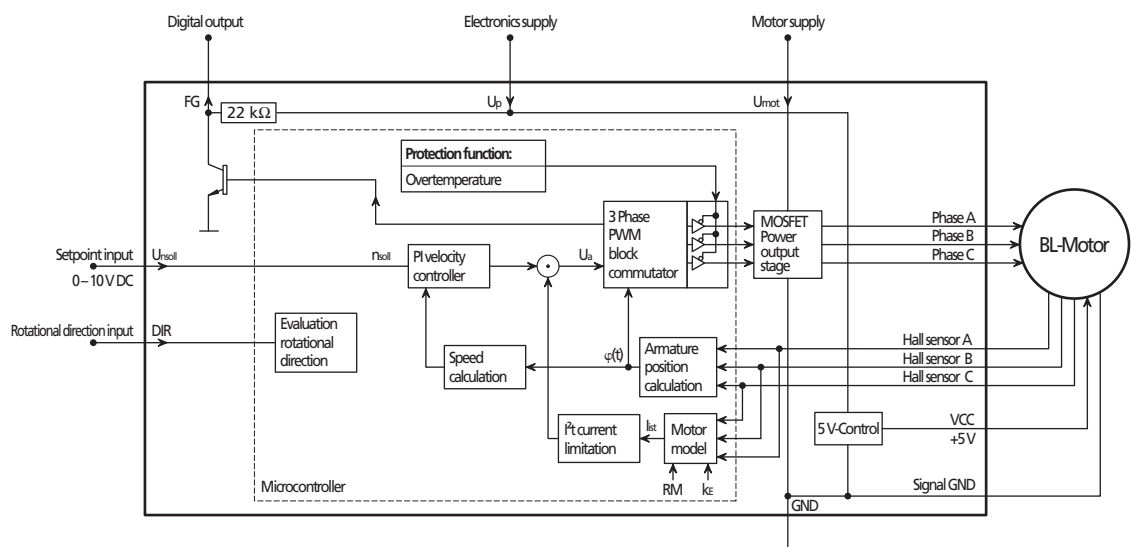 Digital output
Electronics supply
Motor supply
FG
22 kΩ
Up
Umot
Protection function:
Overtemperature
3 Phase
PWM
block
commutator
MOSFET
Power
output
stage
Phase A
Phase B
Phase C
BL-Motor
Setpoint input
0–10 V DC
Unsoll
nsoll
PI velocity
controller
Ua
Rotational direction input
DIR
Evaluation
rotational
direction
Speed
calculation
φ(t)
Armature
position
calculation
Hall sensor A
Hall sensor B
Hall sensor C
I²t current
limitation
Iist
Motor
model
RM
kE
5 V-Control
VCC
+5 V
Microcontroller
Signal GND
GND